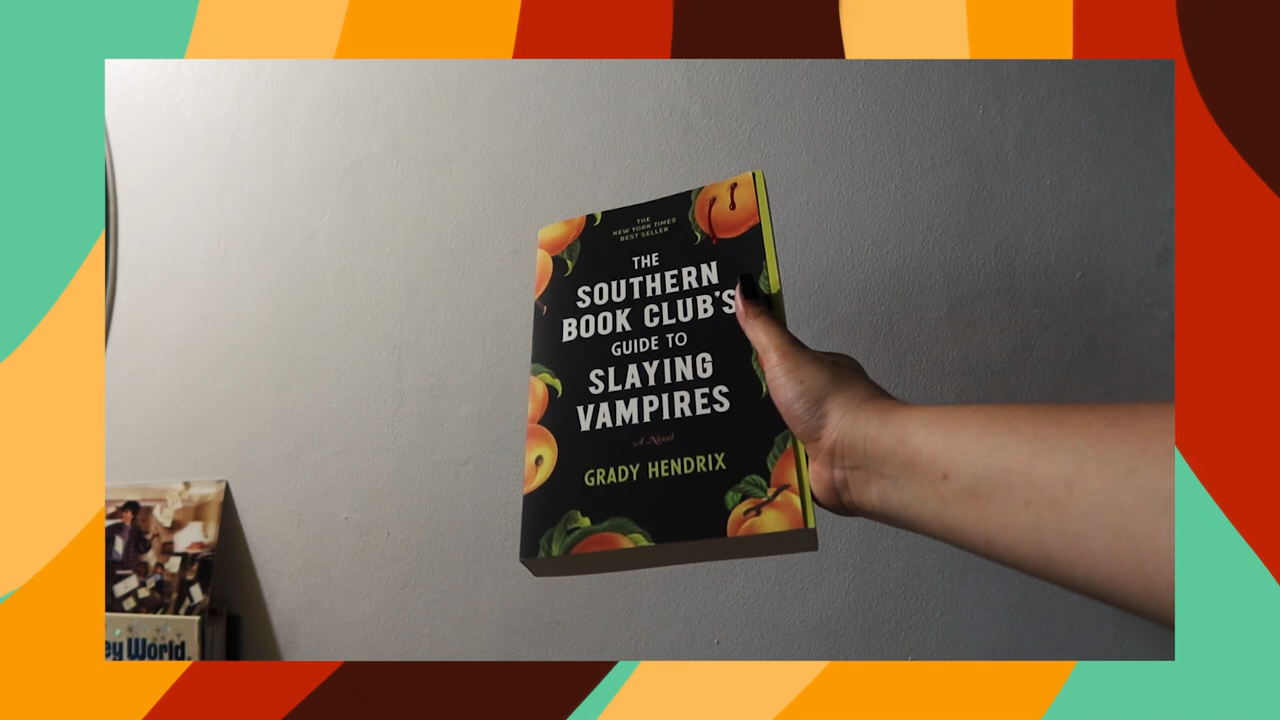 THE
NEW YORK TIMES
BEST SELLER
THE
SOUTHERN
BOOK CLUB'S
GUIDE TO
SLAYING
VAMPIRES
A Novel
GRADY HENDRIX
ey World.